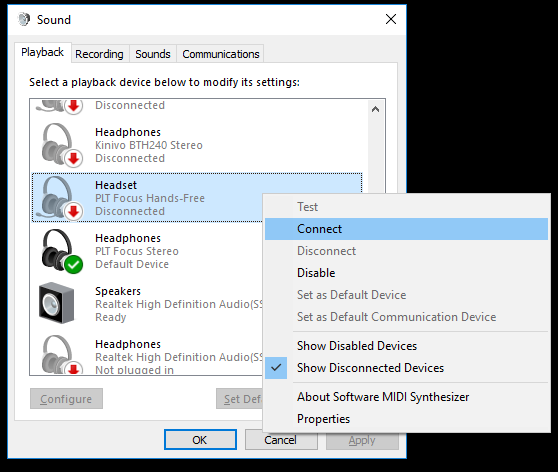 Sound
Playback Recording Sounds Communications
Select a playback device below to modify its settings:
Disconnected
Headphones
Kinivo BTH240 Stereo
Disconnected
Headset
PLT Focus Hands-Free
Disconnected
Headphones
PLT Focus Stereo
Default Device
Speakers
Realtek High Definition Audio(SS
Ready
Headphones
Realtek High Definition Audio(SS
Not plugged in
Configure
Set Def
OK Cancel Apply
Test
Connect
Disconnect
Disable
Set as Default Device
Set as Default Communication Device
Show Disabled Devices
Show Disconnected Devices
About Software MIDI Synthesizer
Properties